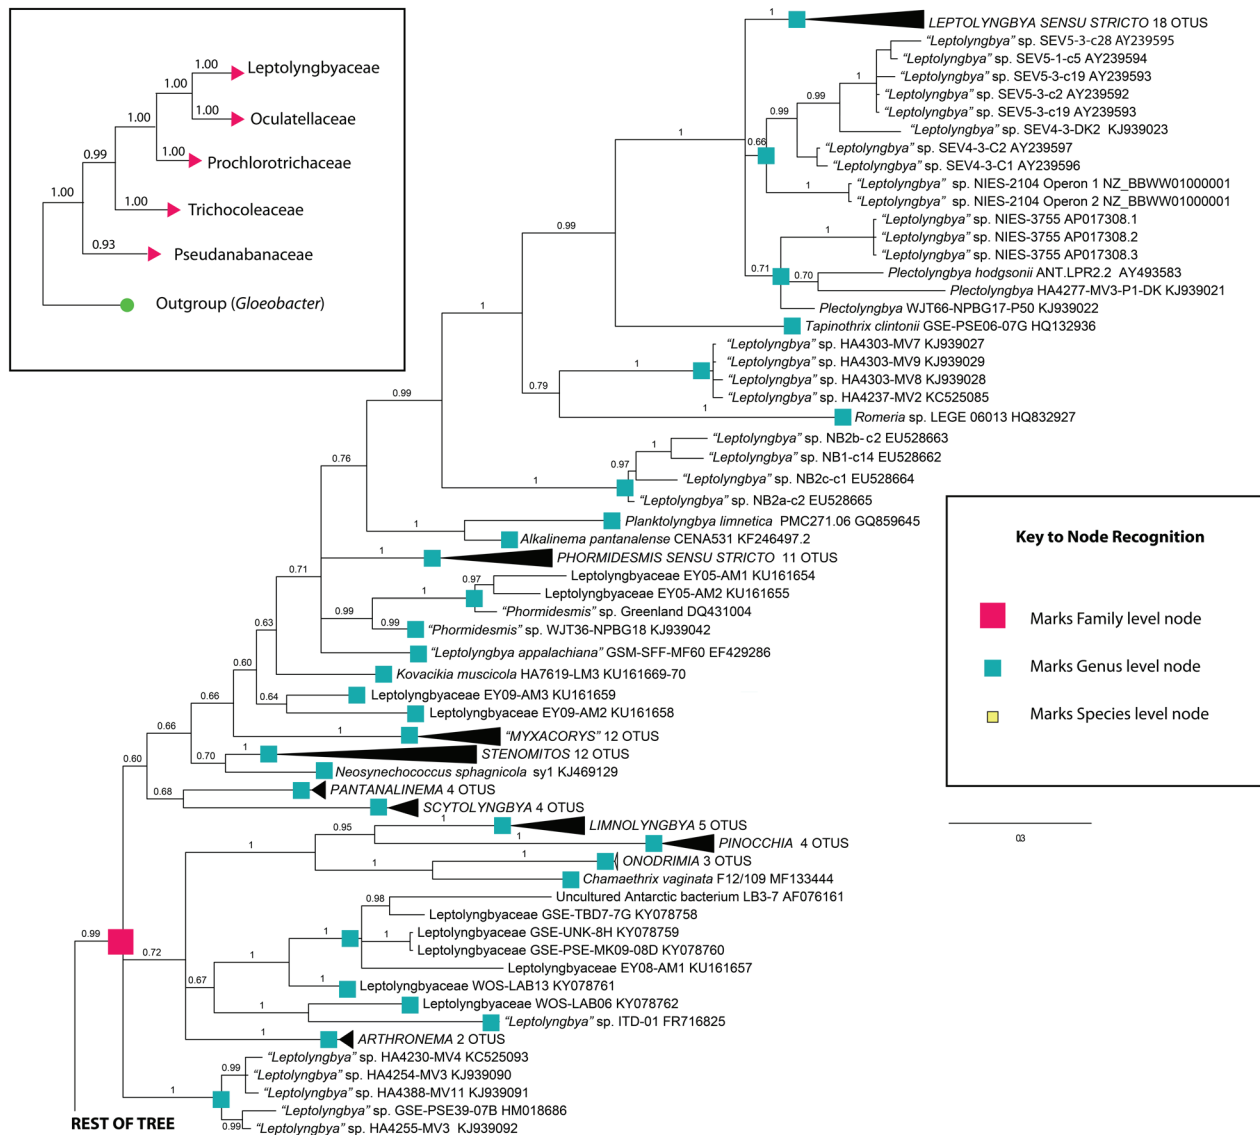 1.00
Leptolyngbyaceae
1.00
1.00
Oculatellaceae
1.00
1.00
Prochlorotrichaceae
0.99
1.00
1.00
Trichocoleaceae
0.93
Pseudanabanaceae
Outgroup (Gloeobacter)
1
LEPTOLYNGBYA SENSU STRICTO 18 OTUS
“Leptolyngbya” sp. SEV5-3-c28 AY239595
“Leptolyngbya” sp. SEV5-1-c5 AY239594
1
“Leptolyngbya” sp. SEV5-3-c19 AY239593
0.99
“Leptolyngbya” sp. SEV5-3-c2 AY239592
0.99
“Leptolyngbya” sp. SEV5-3-c19 AY239593
1
“Leptolyngbya” sp. SEV4-3-DK2 KJ939023
0.66
“Leptolyngbya” sp. SEV4-3-C2 AY239597
“Leptolyngbya” sp. SEV4-3-C1 AY239596
1
“Leptolyngbya” sp. NIES-2104 Operon 1 NZ_BBWW01000001
“Leptolyngbya” sp. NIES-2104 Operon 2 NZ_BBWW01000001
0.99
“Leptolyngbya” sp. NIES-3755 AP017308.1
1
“Leptolyngbya” sp. NIES-3755 AP017308.2
“Leptolyngbya” sp. NIES-3755 AP017308.3
0.71
0.70
Plectolyngbya hodgsonii ANT.LPR2.2 AY493583
Plectolyngbya HA4277-MV3-P1-DK KJ939021
1
Plectolyngbya WJT66-NPBG17-P50 KJ939022
Tapinothrix clintonii GSE-PSE06-07G HQ132936
“Leptolyngbya” sp. HA4303-MV7 KJ939027
1
“Leptolyngbya” sp. HA4303-MV9 KJ939029
0.79
“Leptolyngbya” sp. HA4303-MV8 KJ939028
0.99
“Leptolyngbya” sp. HA4237-MV2 KC525085
1
Romeria sp. LEGE 06013 HQ832927
1
“Leptolyngbya” sp. NB2b-c2 EU528663
0.76
0.97
“Leptolyngbya” sp. NB1-c14 EU528662
1
“Leptolyngbya” sp. NB2c-c1 EU528664
“Leptolyngbya” sp. NB2a-c2 EU528665
1
Planktolyngbya limnetica PMC271.06 GQ859645
Alkalinema pantanalense CENA531 KF246497.2
1
PHORMIDESMIS SENSU STRICTO 11 OTUS
0.71
0.97
Leptolyngbyaceae EY05-AM1 KU161654
1
Leptolyngbyaceae EY05-AM2 KU161655
0.99
“Phormidesmis” sp. Greenland DQ431004
0.63
0.99
“Phormidesmis” sp. WJT36-NPBG18 KJ939042
“Leptolyngbya appalachiana” GSM-SFF-MF60 EF429286
0.60
Kovacikia muscicola HA7619-LM3 KU161669-70
0.66
0.64
Leptolyngbyaceae EY09-AM3 KU161659
Leptolyngbyaceae EY09-AM2 KU161658
0.66
1
“MYXACORYS” 12 OTUS
0.60
0.70
1
STENOMITOS 12 OTUS
Neosynechococcus sphagnicola sy1 KJ469129
0.68
PANTANALINEMA 4 OTUS
SCYTOLYNGBYA 4 OTUS
0.95
1
LIMNOLYNGBYA 5 OTUS
1
PINOCCHIA 4 OTUS
1
1
ONODRIMIA 3 OTUS
Chamaethrix vaginata F12/109 MF133444
0.98
Uncultured Antarctic bacterium LB3-7 AF076161
Leptolyngbyaceae GSE-TBD7-7G KY078758
0.99
1
1
Leptolyngbyaceae GSE-UNK-8H KY078759
0.72
1
Leptolyngbyaceae GSE-PSE-MK09-08D KY078760
Leptolyngbyaceae EY08-AM1 KU161657
0.67
1
Leptolyngbyaceae WOS-LAB13 KY078761
1
Leptolyngbyaceae WOS-LAB06 KY078762
“Leptolyngbya” sp. ITD-01 FR716825
1
ARTHRONEMA 2 OTUS
“Leptolyngbya” sp. HA4230-MV4 KC525093
0.99
“Leptolyngbya” sp. HA4254-MV3 KJ939090
1
“Leptolyngbya” sp. HA4388-MV11 KJ939091
“Leptolyngbya” sp. GSE-PSE39-07B HM018686
0.99
“Leptolyngbya” sp. HA4255-MV3 KJ939092
REST OF TREE
Key to Node Recognition
Marks Family level node
Marks Genus level node
Marks Species level node
03